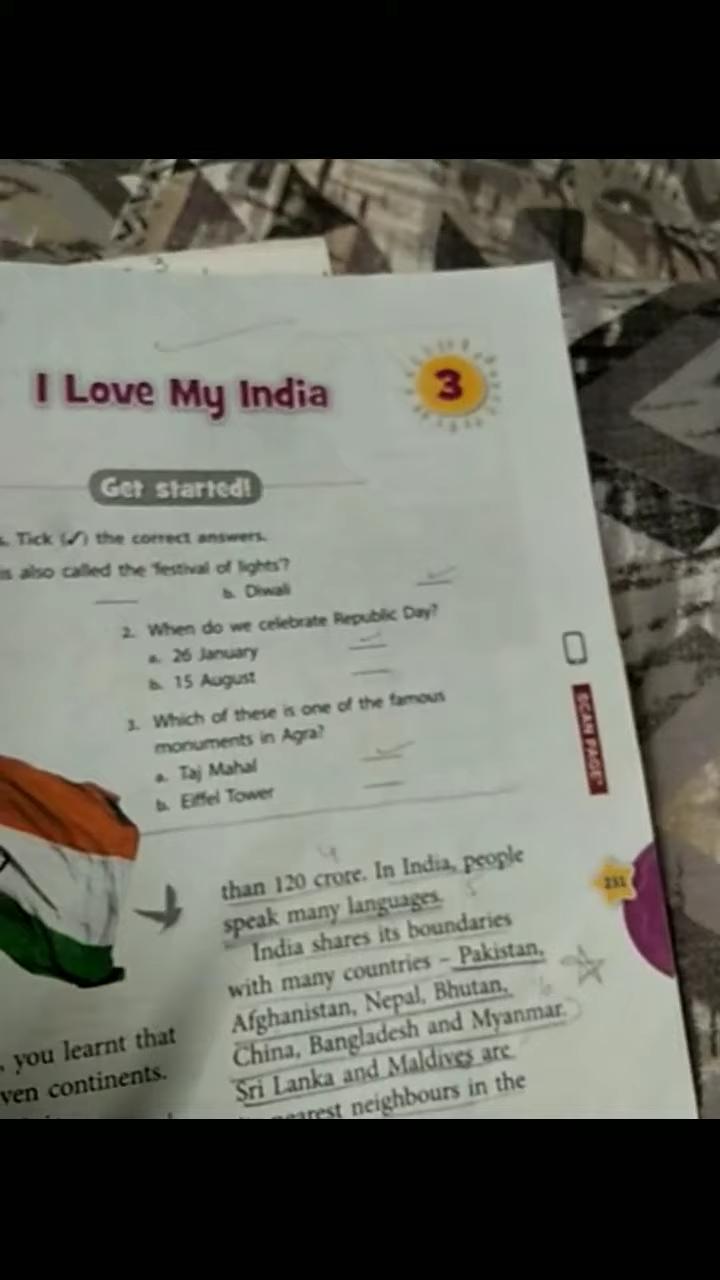 I Love My India
3
Get started!
Tick (✓) the correct answers.
is also called the 'festival of lights'?
b. Diwali
2. When do we celebrate Republic Day?
a. 26 January
b. 15 August
3. Which of these is one of the famous
monuments in Agra?
a. Taj Mahal
b. Eiffel Tower
SCAN PAGE
231
, you learnt that
ven continents.
than 120 crore. In India, people
speak many languages.
India shares its boundaries
with many countries – Pakistan,
Afghanistan, Nepal, Bhutan,
China, Bangladesh and Myanmar.
Sri Lanka and Maldives are
nearest neighbours in the